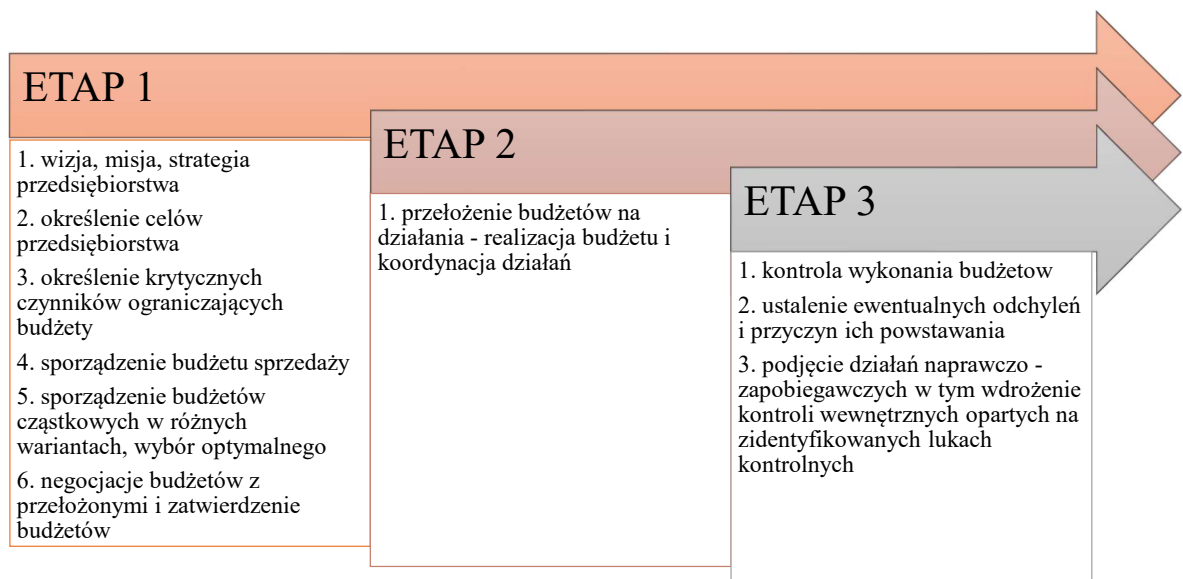 ETAP 1
1. wizja, misja, strategia
przedsiębiorstwa
2. określenie celów
przedsiębiorstwa
3. określenie krytycznych
czynników ograniczających
budżety
4. sporządzenie budżetu sprzedaży
5. sporządzenie budżetów
cząstkowych w różnych
wariantach, wybór optymalnego
6. negocjacje budżetów z
przełożonymi i zatwierdzenie
budżetów
ETAP 2
1. przełożenie budżetów na
działania - realizacja budżetu i
koordynacja działań
ETAP 3
1. kontrola wykonania budżetow
2. ustalenie ewentualnych odchyleń
i przyczyn ich powstawania
3. podjęcie działań naprawczo -
zapobiegawczych w tym wdrożenie
kontroli wewnętrznych opartych na
zidentyfikowanych lukach
kontrolnych